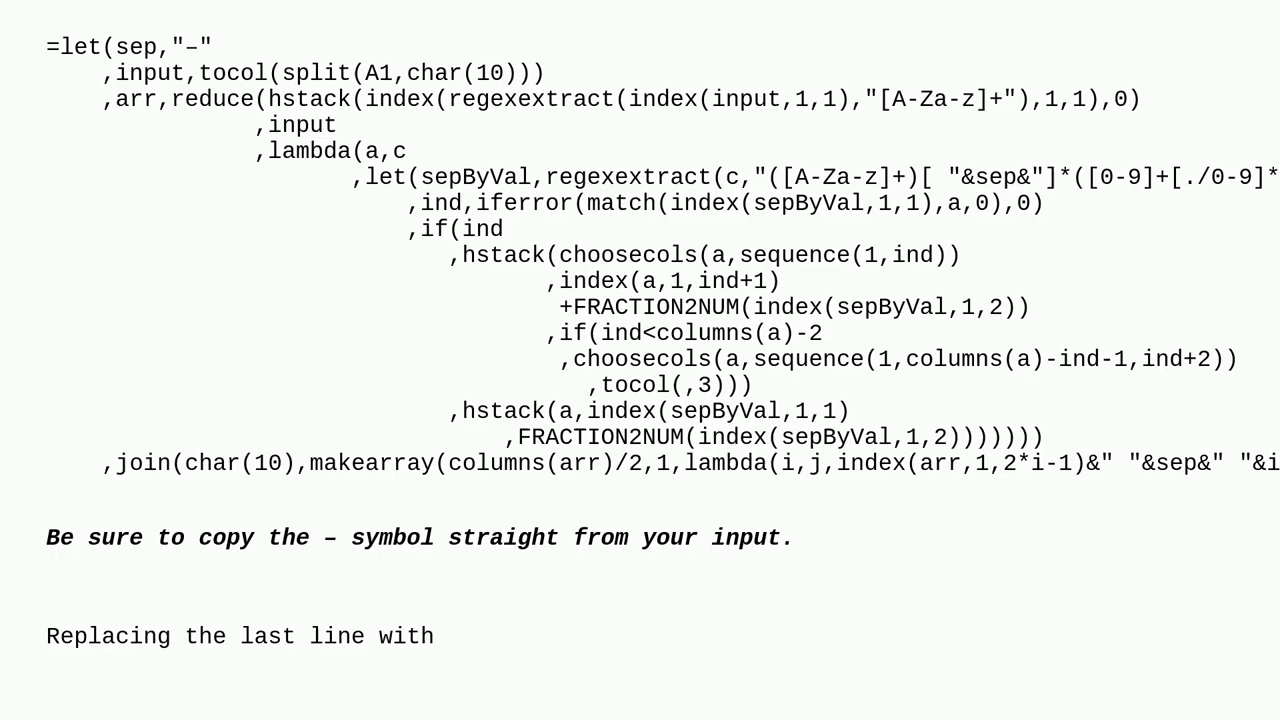 =let(sep,"–"
    ,input,tocol(split(A1,char(10)))
    ,arr,reduce(hstack(index(regexextract(index(input,1,1),"[A-Za-z]+"),1,1),0)
               ,input
               ,lambda(a,c
                      ,let(sepByVal,regexextract(c,"([A-Za-z]+)[ "&sep&"]*([0-9]+[./0-9]*
                          ,ind,iferror(match(index(sepByVal,1,1),a,0),0)
                          ,if(ind
                             ,hstack(choosecols(a,sequence(1,ind))
                                    ,index(a,1,ind+1)
                                     +FRACTION2NUM(index(sepByVal,1,2))
                                    ,if(ind<columns(a)-2
                                     ,choosecols(a,sequence(1,columns(a)-ind-1,ind+2))
                                       ,tocol(,3)))
                             ,hstack(a,index(sepByVal,1,1)
                                 ,FRACTION2NUM(index(sepByVal,1,2)))))))
    ,join(char(10),makearray(columns(arr)/2,1,lambda(i,j,index(arr,1,2*i-1)&" "&sep&" "&i
Be sure to copy the – symbol straight from your input.
Replacing the last line with